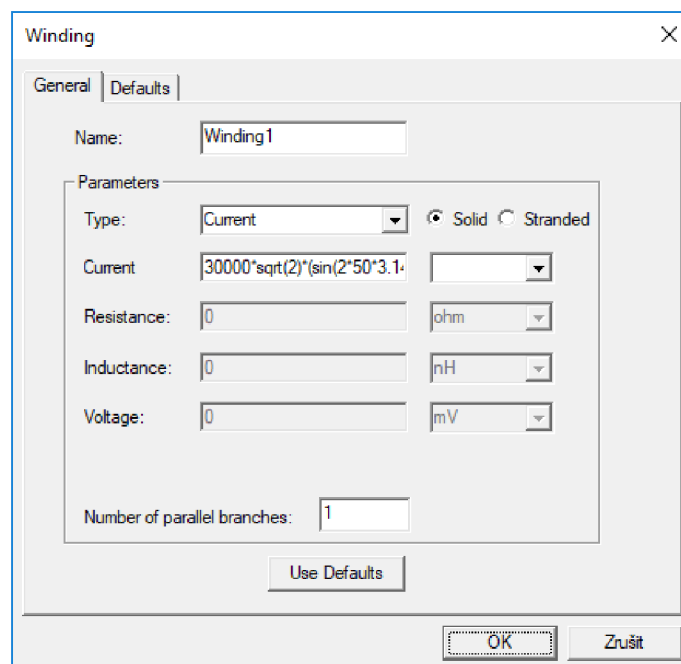 Winding
General Defaults
Name: Winding1
Parameters
Type: Current Solid Stranded
Current 30000*sqrt(2)*(sin(2*50*3.14
Resistance: 0 ohm
Inductance: 0 nH
Voltage: 0 mV
Number of parallel branches: 1
Use Defaults
OK Zrušit